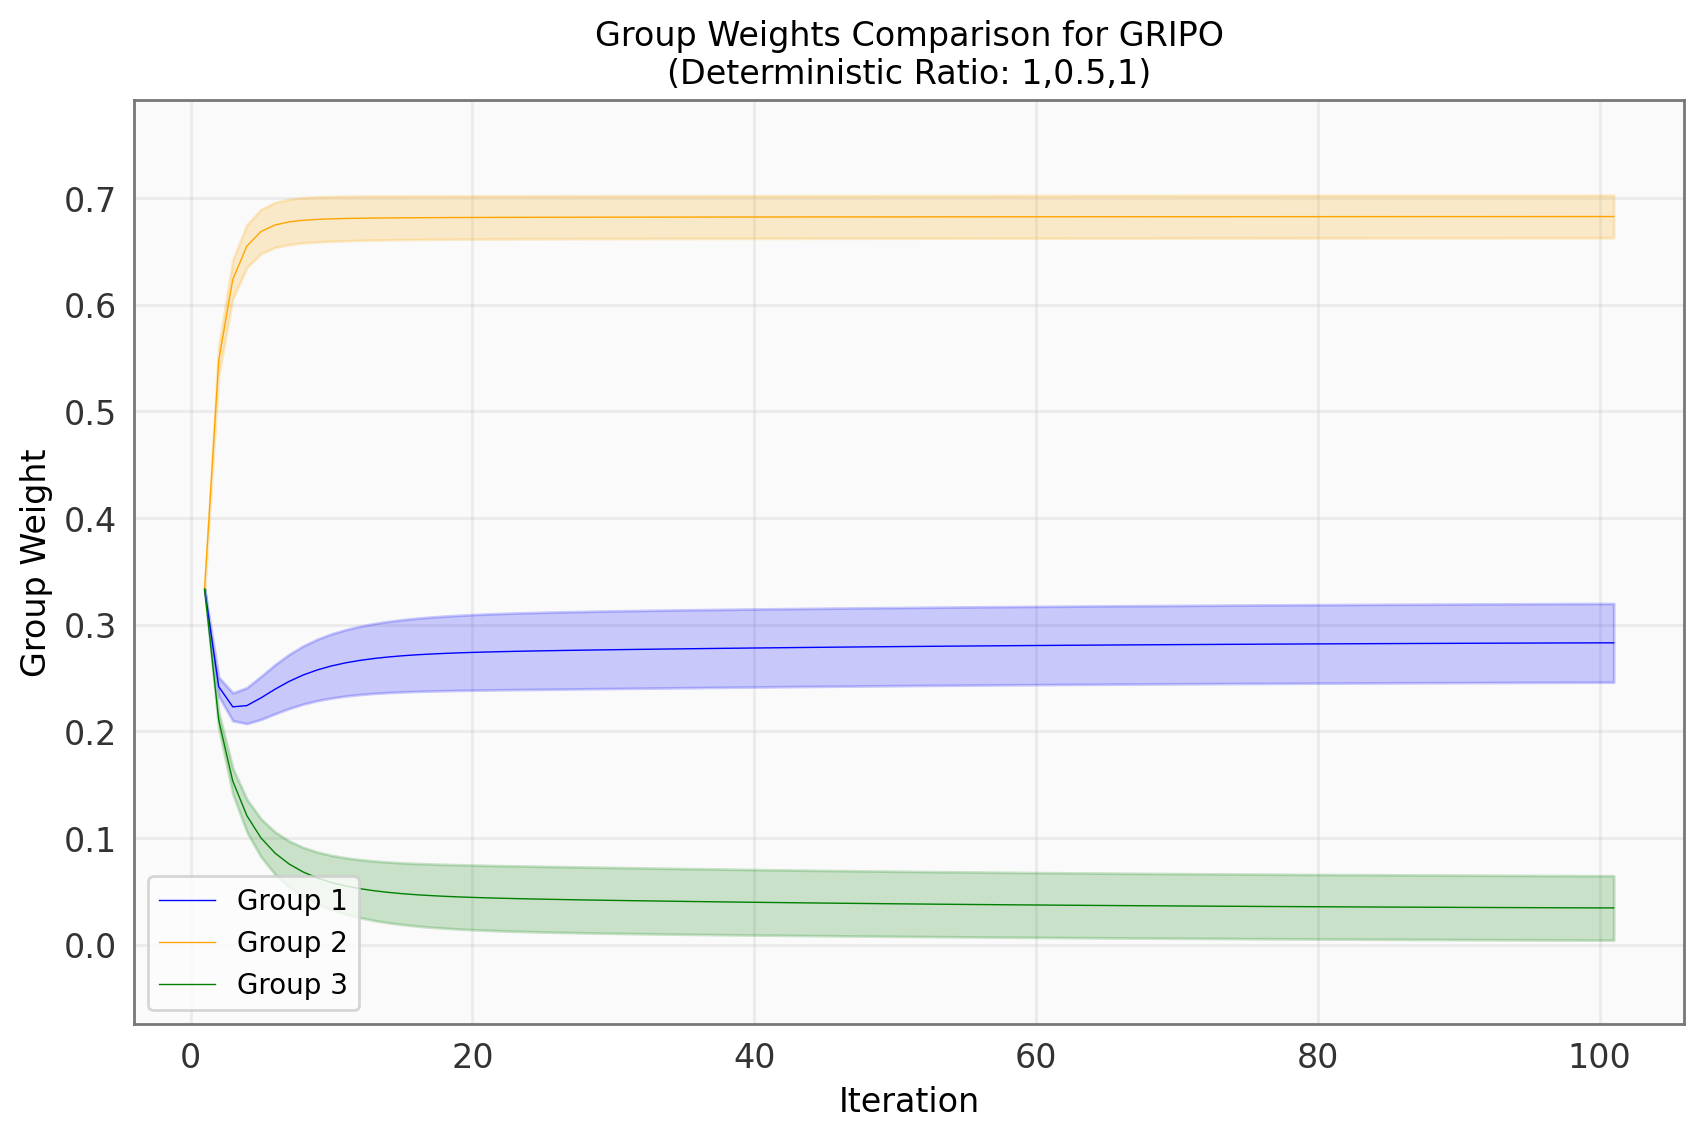 Group Weights Comparison for GRIPO
(Deterministic Ratio: 1,0.5,1)
Group Weight
0.7
0.6
0.5
0.4
0.3
0.2
0.1
0.0
Group 1
Group 2
Group 3
0 20 40 60 80 100
Iteration